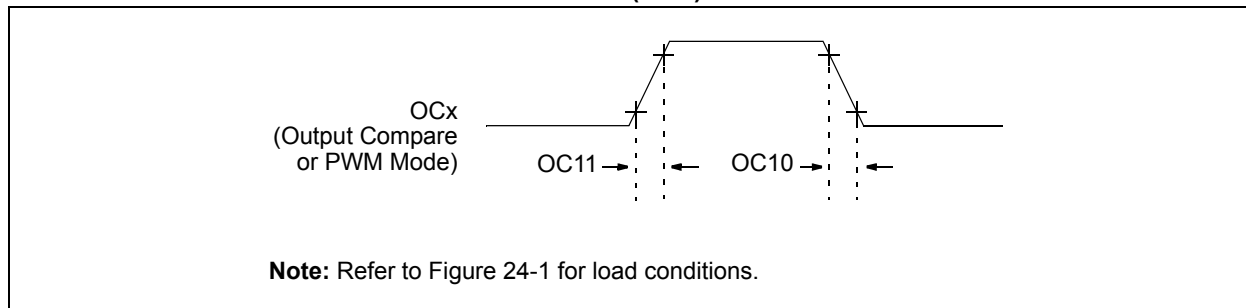 OCx
(Output Compare
or PWM Mode)
OC11
OC10
Note: Refer to Figure 24-1 for load conditions.